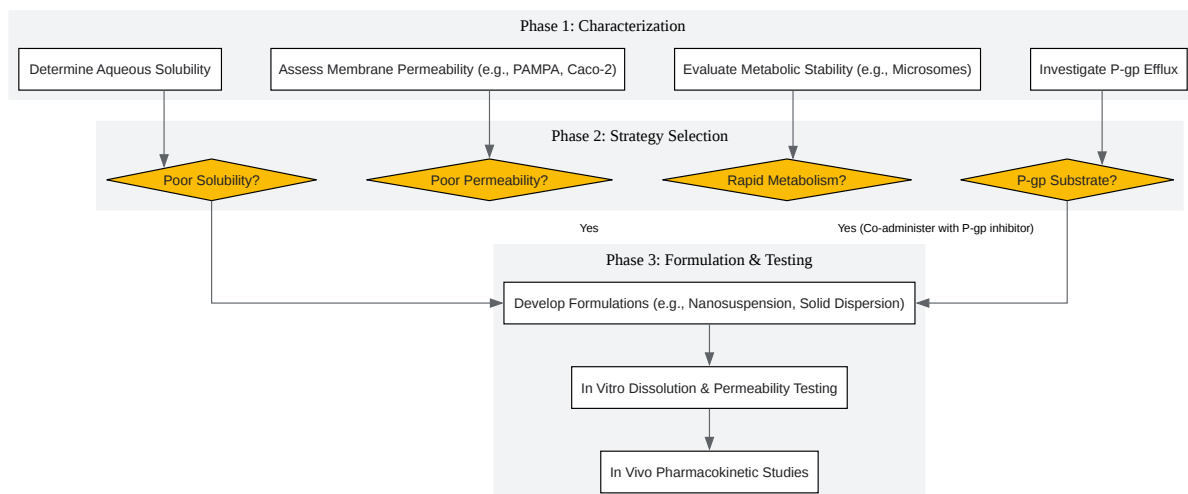 Phase 1: Characterization
Determine Aqueous Solubility
Assess Membrane Permeability (e.g., PAMPA, Caco-2)
Evaluate Metabolic Stability (e.g., Microsomes)
Investigate P-gp Efflux
Phase 2: Strategy Selection
Poor Solubility?
Poor Permeability?
Rapid Metabolism?
P-gp Substrate?
Yes
Yes (Co-administer with P-gp inhibitor)
Phase 3: Formulation & Testing
Develop Formulations (e.g., Nanosuspension, Solid Dispersion)
In Vitro Dissolution & Permeability Testing
In Vivo Pharmacokinetic Studies